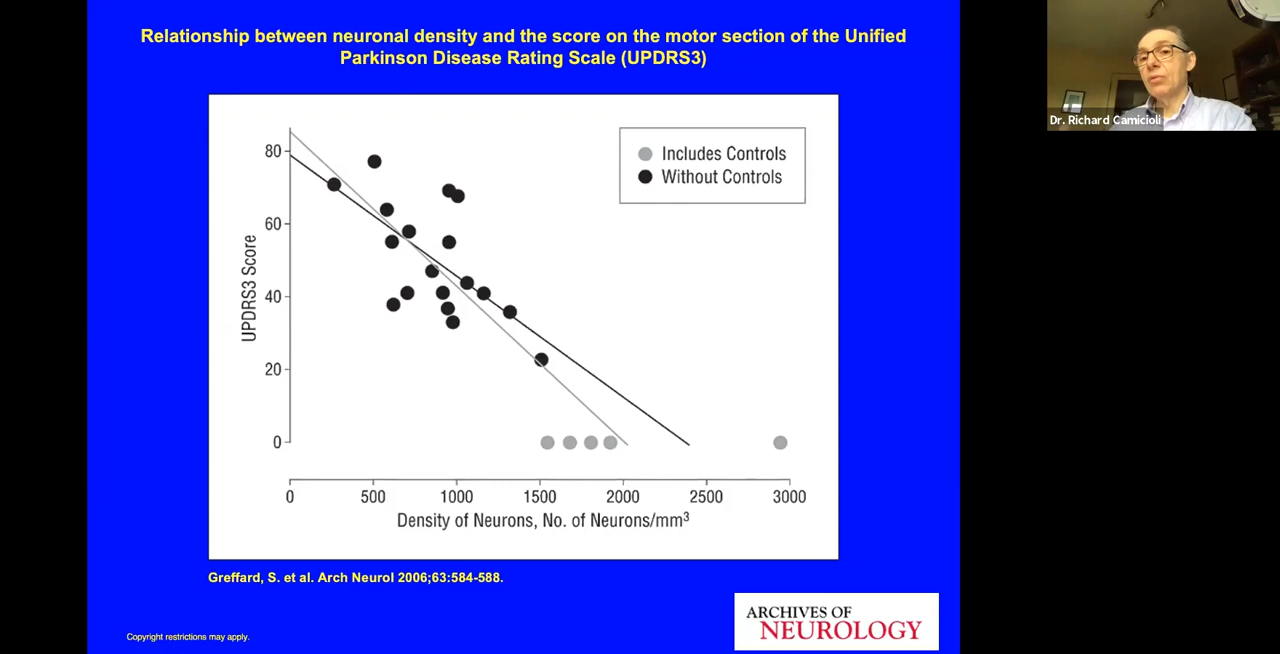 Relationship between neuronal density and the score on the motor section of the Unified
Parkinson Disease Rating Scale (UPDRS3)
Dr. Richard Camicioli
Includes Controls
Without Controls
UPDRS3 Score
80
60
40
20
0
0 500 1000 1500 2000 2500 3000
Density of Neurons, No. of Neurons/mm³
Greffard, S. et al. Arch Neurol 2006;63:584-588.
ARCHIVES OF
NEUROLOGY
Copyright restrictions may apply.